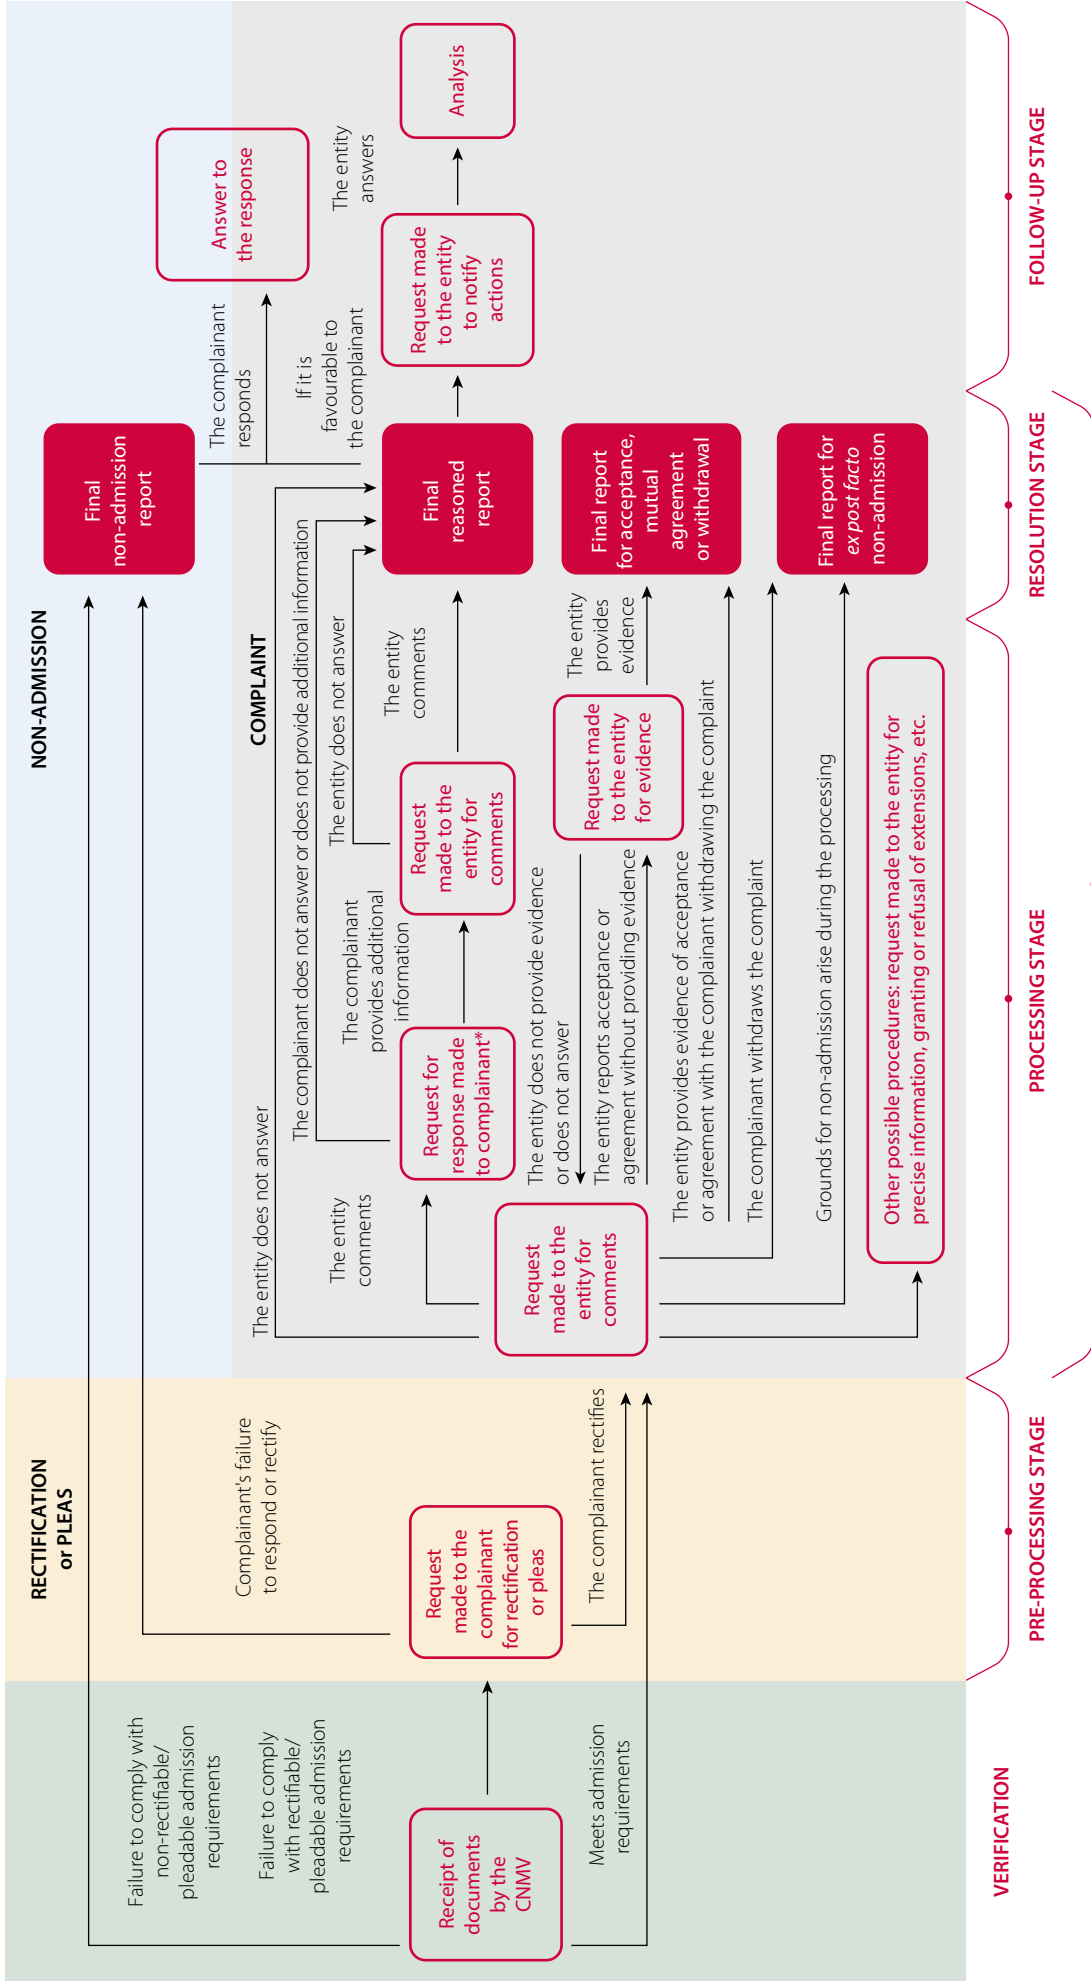 RECTIFICATION
or PLEAS
NON-ADMISSION
COMPLAINT
Failure to comply with
non-rectifiable/
pleadable admission
requirements
Failure to comply
with rectifiable/
pleadable admission
requirements
Receipt of
documents
by the
CNMV
Meets admission
requirements
Complainant's failure
to respond or rectify
Request
made to the
complainant
for rectification
or pleas
The complainant rectifies
The entity does not answer
The entity
comments
Request
made to the
entity for
comments
The complainant does not answer or does not provide additional information
Request for
response made
to complainant*
The complainant
provides additional
information
The entity does not answer
Request
made to the
entity for
comments
The entity
comments
The entity does not provide evidence
or does not answer
The entity reports acceptance or
agreement without providing evidence
Request made
to the entity
for evidence
The entity
provides
evidence
The entity provides evidence of acceptance
or agreement with the complainant withdrawing the complaint
The complainant withdraws the complaint
Grounds for non-admission arise during the processing
Other possible procedures: request made to the entity for
precise information, granting or refusal of extensions, etc.
Final
non-admission
report
Final
reasoned
report
Final report
for acceptance,
mutual
agreement
or withdrawal
Final report for
ex post facto
non-admission
The complainant
responds
If it is
favourable to
the complainant
Answer to
the response
Request made
to the entity
to notify
actions
The entity
answers
Analysis
VERIFICATION
PRE-PROCESSING STAGE
PROCESSING STAGE
RESOLUTION STAGE
FOLLOW-UP STAGE